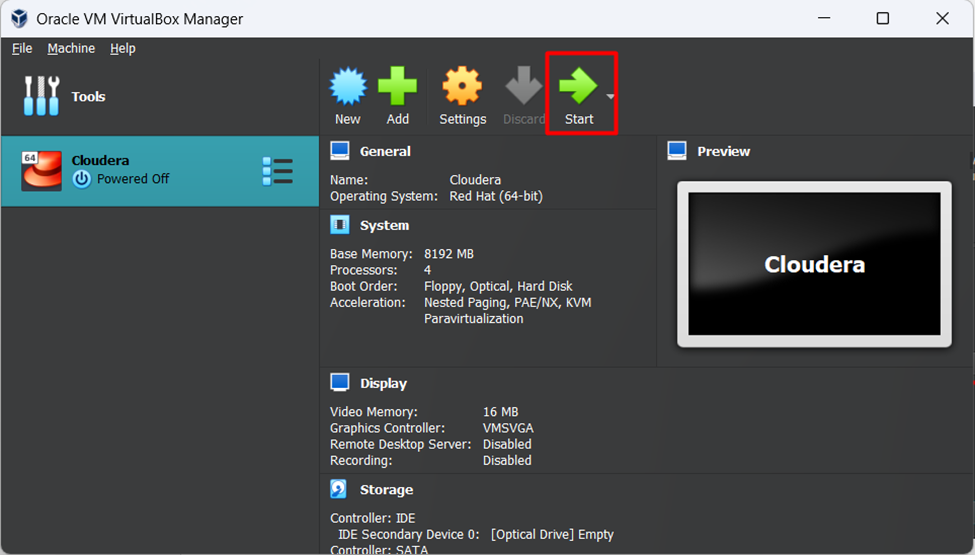 Oracle VM VirtualBox Manager
File Machine Help
Tools
New Add Settings Discard Start
64
Cloudera
Powered Off
General
Name: Cloudera
Operating System: Red Hat (64-bit)
System
Base Memory: 8192 MB
Processors: 4
Boot Order: Floppy, Optical, Hard Disk
Acceleration: Nested Paging, PAE/NX, KVM
Paravirtualization
Preview
Cloudera
Display
Video Memory: 16 MB
Graphics Controller: VMSVGA
Remote Desktop Server: Disabled
Recording: Disabled
Storage
Controller: IDE
IDE Secondary Device 0: [Optical Drive] Empty
Controller: SATA